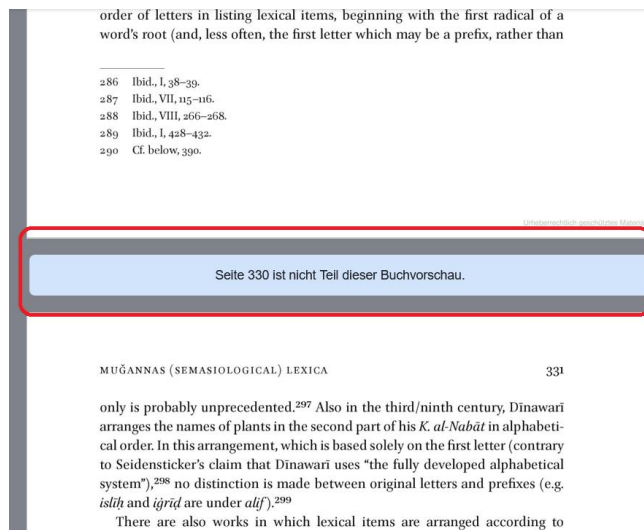 order of letters in listing lexical items, beginning with the first radical of a
word's root (and, less often, the first letter which may be a prefix, rather than
286 Ibid., I, 38–39.
287 Ibid., VII, 115–116.
288 Ibid., VIII, 266–268.
289 Ibid., I, 428–432.
290 Cf. below, 390.
Urheberrechtlich geschütztes Material
Seite 330 ist nicht Teil dieser Buchvorschau.
MUǦANNAS (SEMASIOLOGICAL) LEXICA 331
only is probably unprecedented.²⁹⁷ Also in the third/ninth century, Dīnawarī
arranges the names of plants in the second part of his K. al-Nabāt in alphabeti-
cal order. In this arrangement, which is based solely on the first letter (contrary
to Seidensticker's claim that Dīnawarī uses “the fully developed alphabetical
system”),²⁹⁸ no distinction is made between original letters and prefixes (e.g.
islīḫ and iġrīḍ are under alif).²⁹⁹
There are also works in which lexical items are arranged according to